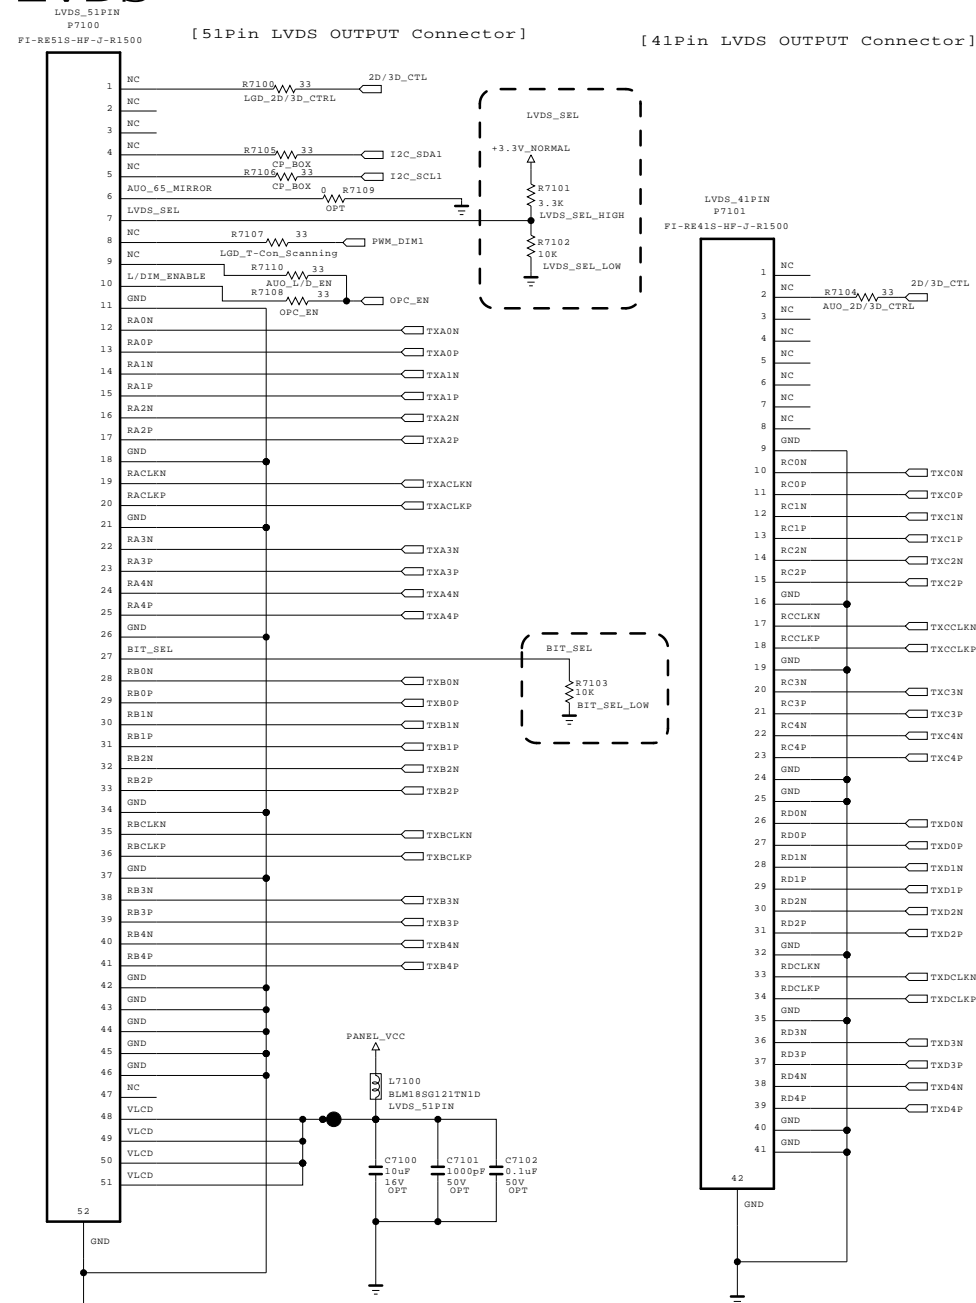 LVDS
LVDS_51PIN
P7100
FI-RE51S-HF-J-R1500
[51Pin LVDS OUTPUT Connector]
[41Pin LVDS OUTPUT Connector]
1 NC R7100 33 2D/3D_CTL
LGD_2D/3D_CTRL
2 NC
3 NC
4 NC R7105 33 I2C_SDA1
CP_BOX
5 NC R7106 33 I2C_SCL1
CP_BOX
6 AUO_65_MIRROR 0 R7109
OPT
7 LVDS_SEL
8 NC R7107 33 PWM_DIM1
LGD_T-Con_Scanning
9 NC R7110 33
AUO_L/D_EN
10 L/DIM_ENABLE R7108 33 OPC_EN
OPC_EN
11 GND
12 RA0N TXA0N
13 RA0P TXA0P
14 RA1N TXA1N
15 RA1P TXA1P
16 RA2N TXA2N
17 RA2P TXA2P
18 GND
19 RACLKN TXACLKN
20 RACLKP TXACLKP
21 GND
22 RA3N TXA3N
23 RA3P TXA3P
24 RA4N TXA4N
25 RA4P TXA4P
26 GND
27 BIT_SEL
28 RB0N TXB0N
29 RB0P TXB0P
30 RB1N TXB1N
31 RB1P TXB1P
32 RB2N TXB2N
33 RB2P TXB2P
34 GND
35 RBCLKN TXBCLKN
36 RBCLKP TXBCLKP
37 GND
38 RB3N TXB3N
39 RB3P TXB3P
40 RB4N TXB4N
41 RB4P TXB4P
42 GND
43 GND
44 GND
45 GND
46 GND
47 NC
48 VLCD
49 VLCD
50 VLCD
51 VLCD
52
GND
LVDS_SEL
+3.3V_NORMAL
R7101
3.3K
LVDS_SEL_HIGH
R7102
10K
LVDS_SEL_LOW
BIT_SEL
R7103
10K
BIT_SEL_LOW
PANEL_VCC
L7100
BLM18SG121TN1D
LVDS_51PIN
C7100 C7101 C7102
10uF 1000pF 0.1uF
16V 50V 50V
OPT OPT OPT
LVDS_41PIN
P7101
FI-RE41S-HF-J-R1500
1 NC
2 NC R7104 33 2D/3D_CTL
AUO_2D/3D_CTRL
3 NC
4 NC
5 NC
6 NC
7 NC
8 NC
9 GND
10 RC0N TXC0N
11 RC0P TXC0P
12 RC1N TXC1N
13 RC1P TXC1P
14 RC2N TXC2N
15 RC2P TXC2P
16 GND
17 RCCLKN TXCCLKN
18 RCCLKP TXCCLKP
19 GND
20 RC3N TXC3N
21 RC3P TXC3P
22 RC4N TXC4N
23 RC4P TXC4P
24 GND
25 GND
26 RD0N TXD0N
27 RD0P TXD0P
28 RD1N TXD1N
29 RD1P TXD1P
30 RD2N TXD2N
31 RD2P TXD2P
32 GND
33 RDCLKN TXDCLKN
34 RDCLKP TXDCLKP
35 GND
36 RD3N TXD3N
37 RD3P TXD3P
38 RD4N TXD4N
39 RD4P TXD4P
40 GND
41 GND
42
GND